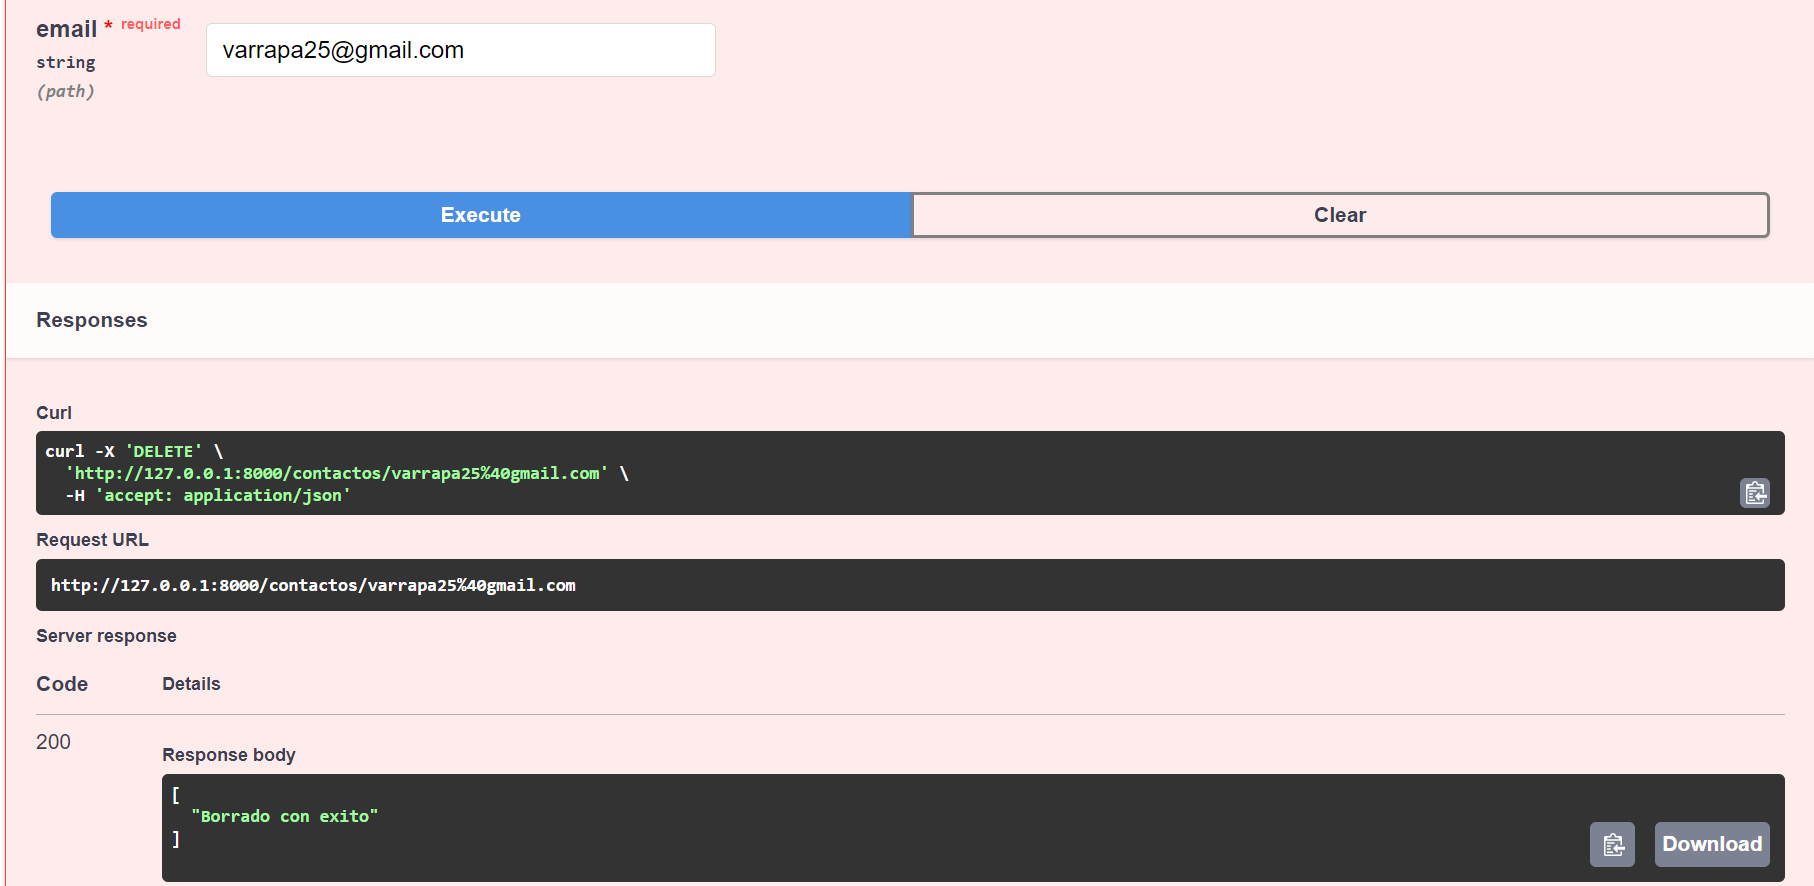 email * required
string
(path)
varrapa25@gmail.com
Execute
Clear
Responses
Curl
curl -X 'DELETE' \
  'http://127.0.0.1:8000/contactos/varrapa25%40gmail.com' \
  -H 'accept: application/json'
Request URL
http://127.0.0.1:8000/contactos/varrapa25%40gmail.com
Server response
Code Details
200
Response body
[
  "Borrado con exito"
]
Download